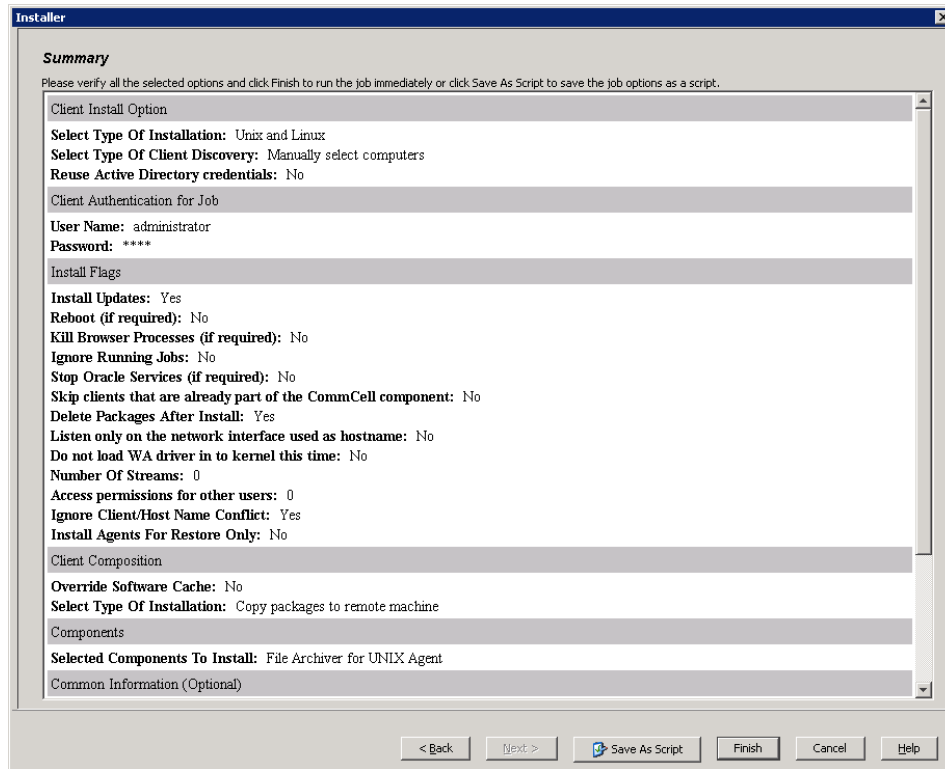 Installer
Summary
Please verify all the selected options and click Finish to run the job immediately or click Save As Script to save the job options as a script.
Client Install Option
Select Type Of Installation: Unix and Linux
Select Type Of Client Discovery: Manually select computers
Reuse Active Directory credentials: No
Client Authentication for Job
User Name: administrator
Password: ****
Install Flags
Install Updates: Yes
Reboot (if required): No
Kill Browser Processes (if required): No
Ignore Running Jobs: No
Stop Oracle Services (if required): No
Skip clients that are already part of the CommCell component: No
Delete Packages After Install: Yes
Listen only on the network interface used as hostname: No
Do not load WA driver in to kernel this time: No
Number Of Streams: 0
Access permissions for other users: 0
Ignore Client/Host Name Conflict: Yes
Install Agents For Restore Only: No
Client Composition
Override Software Cache: No
Select Type Of Installation: Copy packages to remote machine
Components
Selected Components To Install: File Archiver for UNIX Agent
Common Information (Optional)
< Back Next > Save As Script Finish Cancel Help